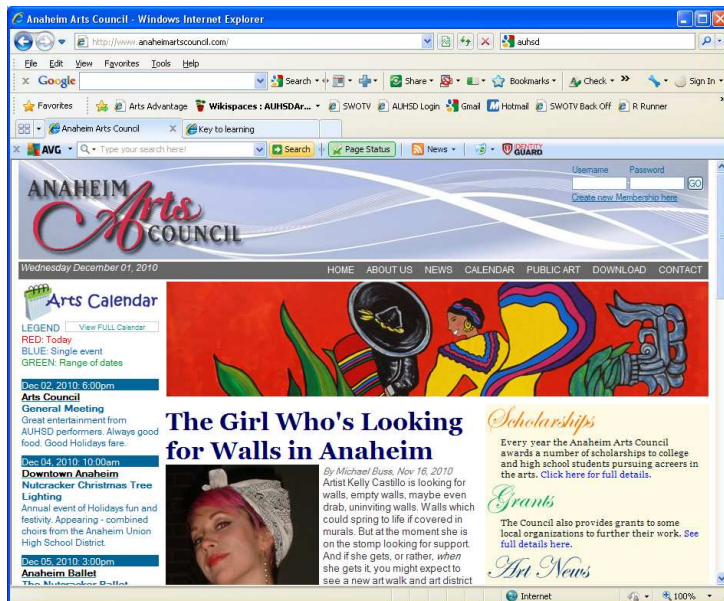 Anaheim Arts Council - Windows Internet Explorer
http://www.anaheimartscouncil.com/
auhsd
File Edit View Favorites Tools Help
x Google Search Share Bookmarks Check Sign In
Favorites Arts Advantage Wikispaces : AUHSDAr... SWOTV AUHSD Login Gmail Hotmail SWOTV Back Off R Runner
Anaheim Arts Council x Key to learning
x AVG Type your search here! Search Page Status News IDENTITY GUARD
Username Password
GO
Create new Membership here
ANAHEIM
Arts
COUNCIL
Wednesday December 01, 2010
HOME ABOUT US NEWS CALENDAR PUBLIC ART DOWNLOAD CONTACT
Arts Calendar
LEGEND View FULL Calendar
RED: Today
BLUE: Single event
GREEN: Range of dates
Dec 02, 2010: 6:00pm
Arts Council
General Meeting
Great entertainment from
AUHSD performers. Always good
food. Good Holidays fare.
Dec 04, 2010: 10:00am
Downtown Anaheim
Nutcracker Christmas Tree
Lighting
Annual event of Holidays fun and
festivity. Appearing - combined
choirs from the Anaheim Union
High School District.
Dec 05, 2010: 3:00pm
Anaheim Ballet
The Nutcracker Ballet
The Girl Who's Looking
for Walls in Anaheim
By Michael Buss, Nov 16, 2010
Artist Kelly Castillo is looking for
walls, empty walls, maybe even
drab, uninviting walls. Walls which
could spring to life if covered in
murals. But at the moment she is
on the stomp looking for support.
And if she gets, or rather, when
she gets it, you might expect to
see a new art walk and art district
Scholarships
Every year the Anaheim Arts Council
awards a number of scholarships to college
and high school students pursuing acreers in
the arts. Click here for full details.
Grants
The Council also provides grants to some
local organizations to further their work. See
full details here.
Art News
Internet 100%